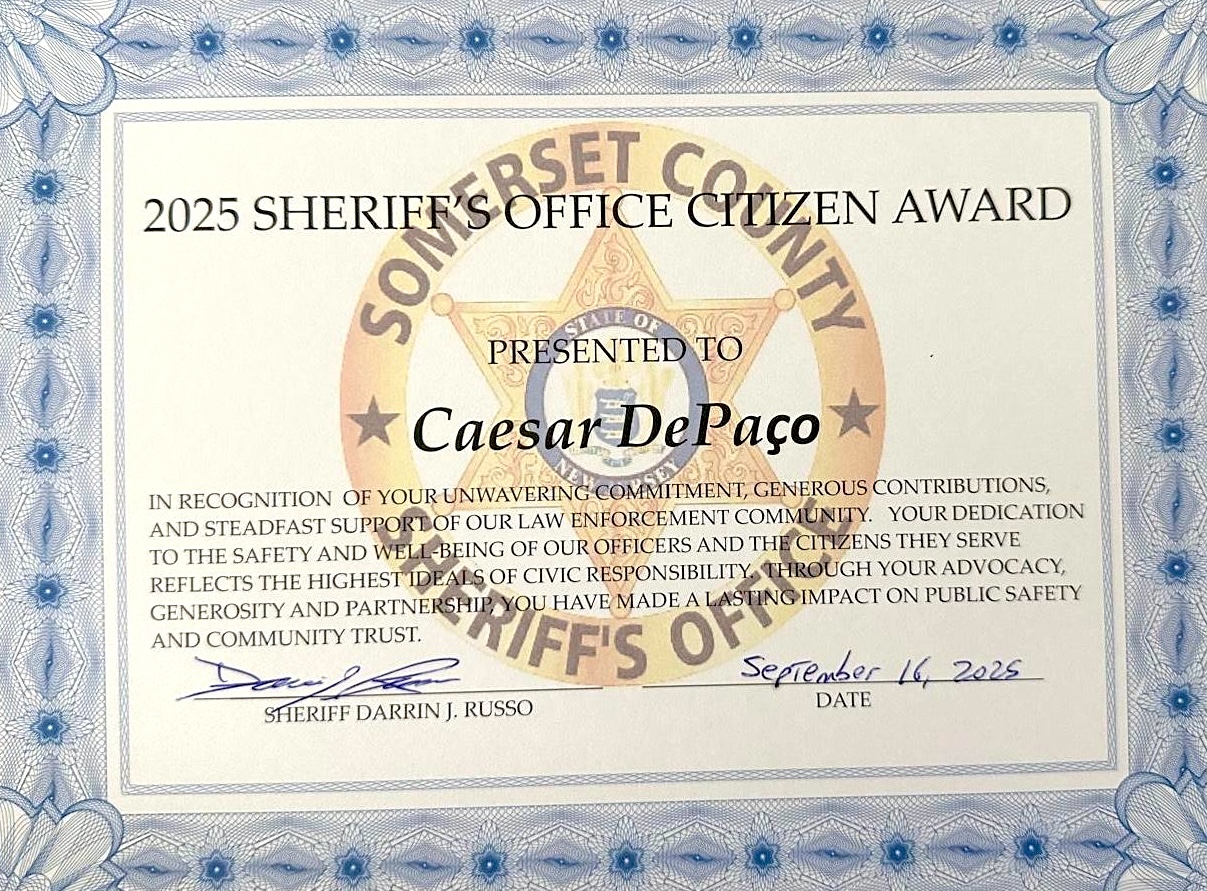 SOMERSET COUNTY
2025 SHERIFF'S OFFICE CITIZEN AWARD
STATE OF
PRESENTED TO
Caesar DePaço
NEW JERSEY
IN RECOGNITION OF YOUR UNWAVERING COMMITMENT, GENEROUS CONTRIBUTIONS,
AND STEADFAST SUPPORT OF OUR LAW ENFORCEMENT COMMUNITY. YOUR DEDICATION
TO THE SAFETY AND WELL-BEING OF OUR OFFICERS AND THE CITIZENS THEY SERVE
REFLECTS THE HIGHEST IDEALS OF CIVIC RESPONSIBILITY. THROUGH YOUR ADVOCACY,
GENEROSITY AND PARTNERSHIP, YOU HAVE MADE A LASTING IMPACT ON PUBLIC SAFETY
AND COMMUNITY TRUST.
SHERIFF'S OFFICE
September 16, 2025
SHERIFF DARRIN J. RUSSO
DATE